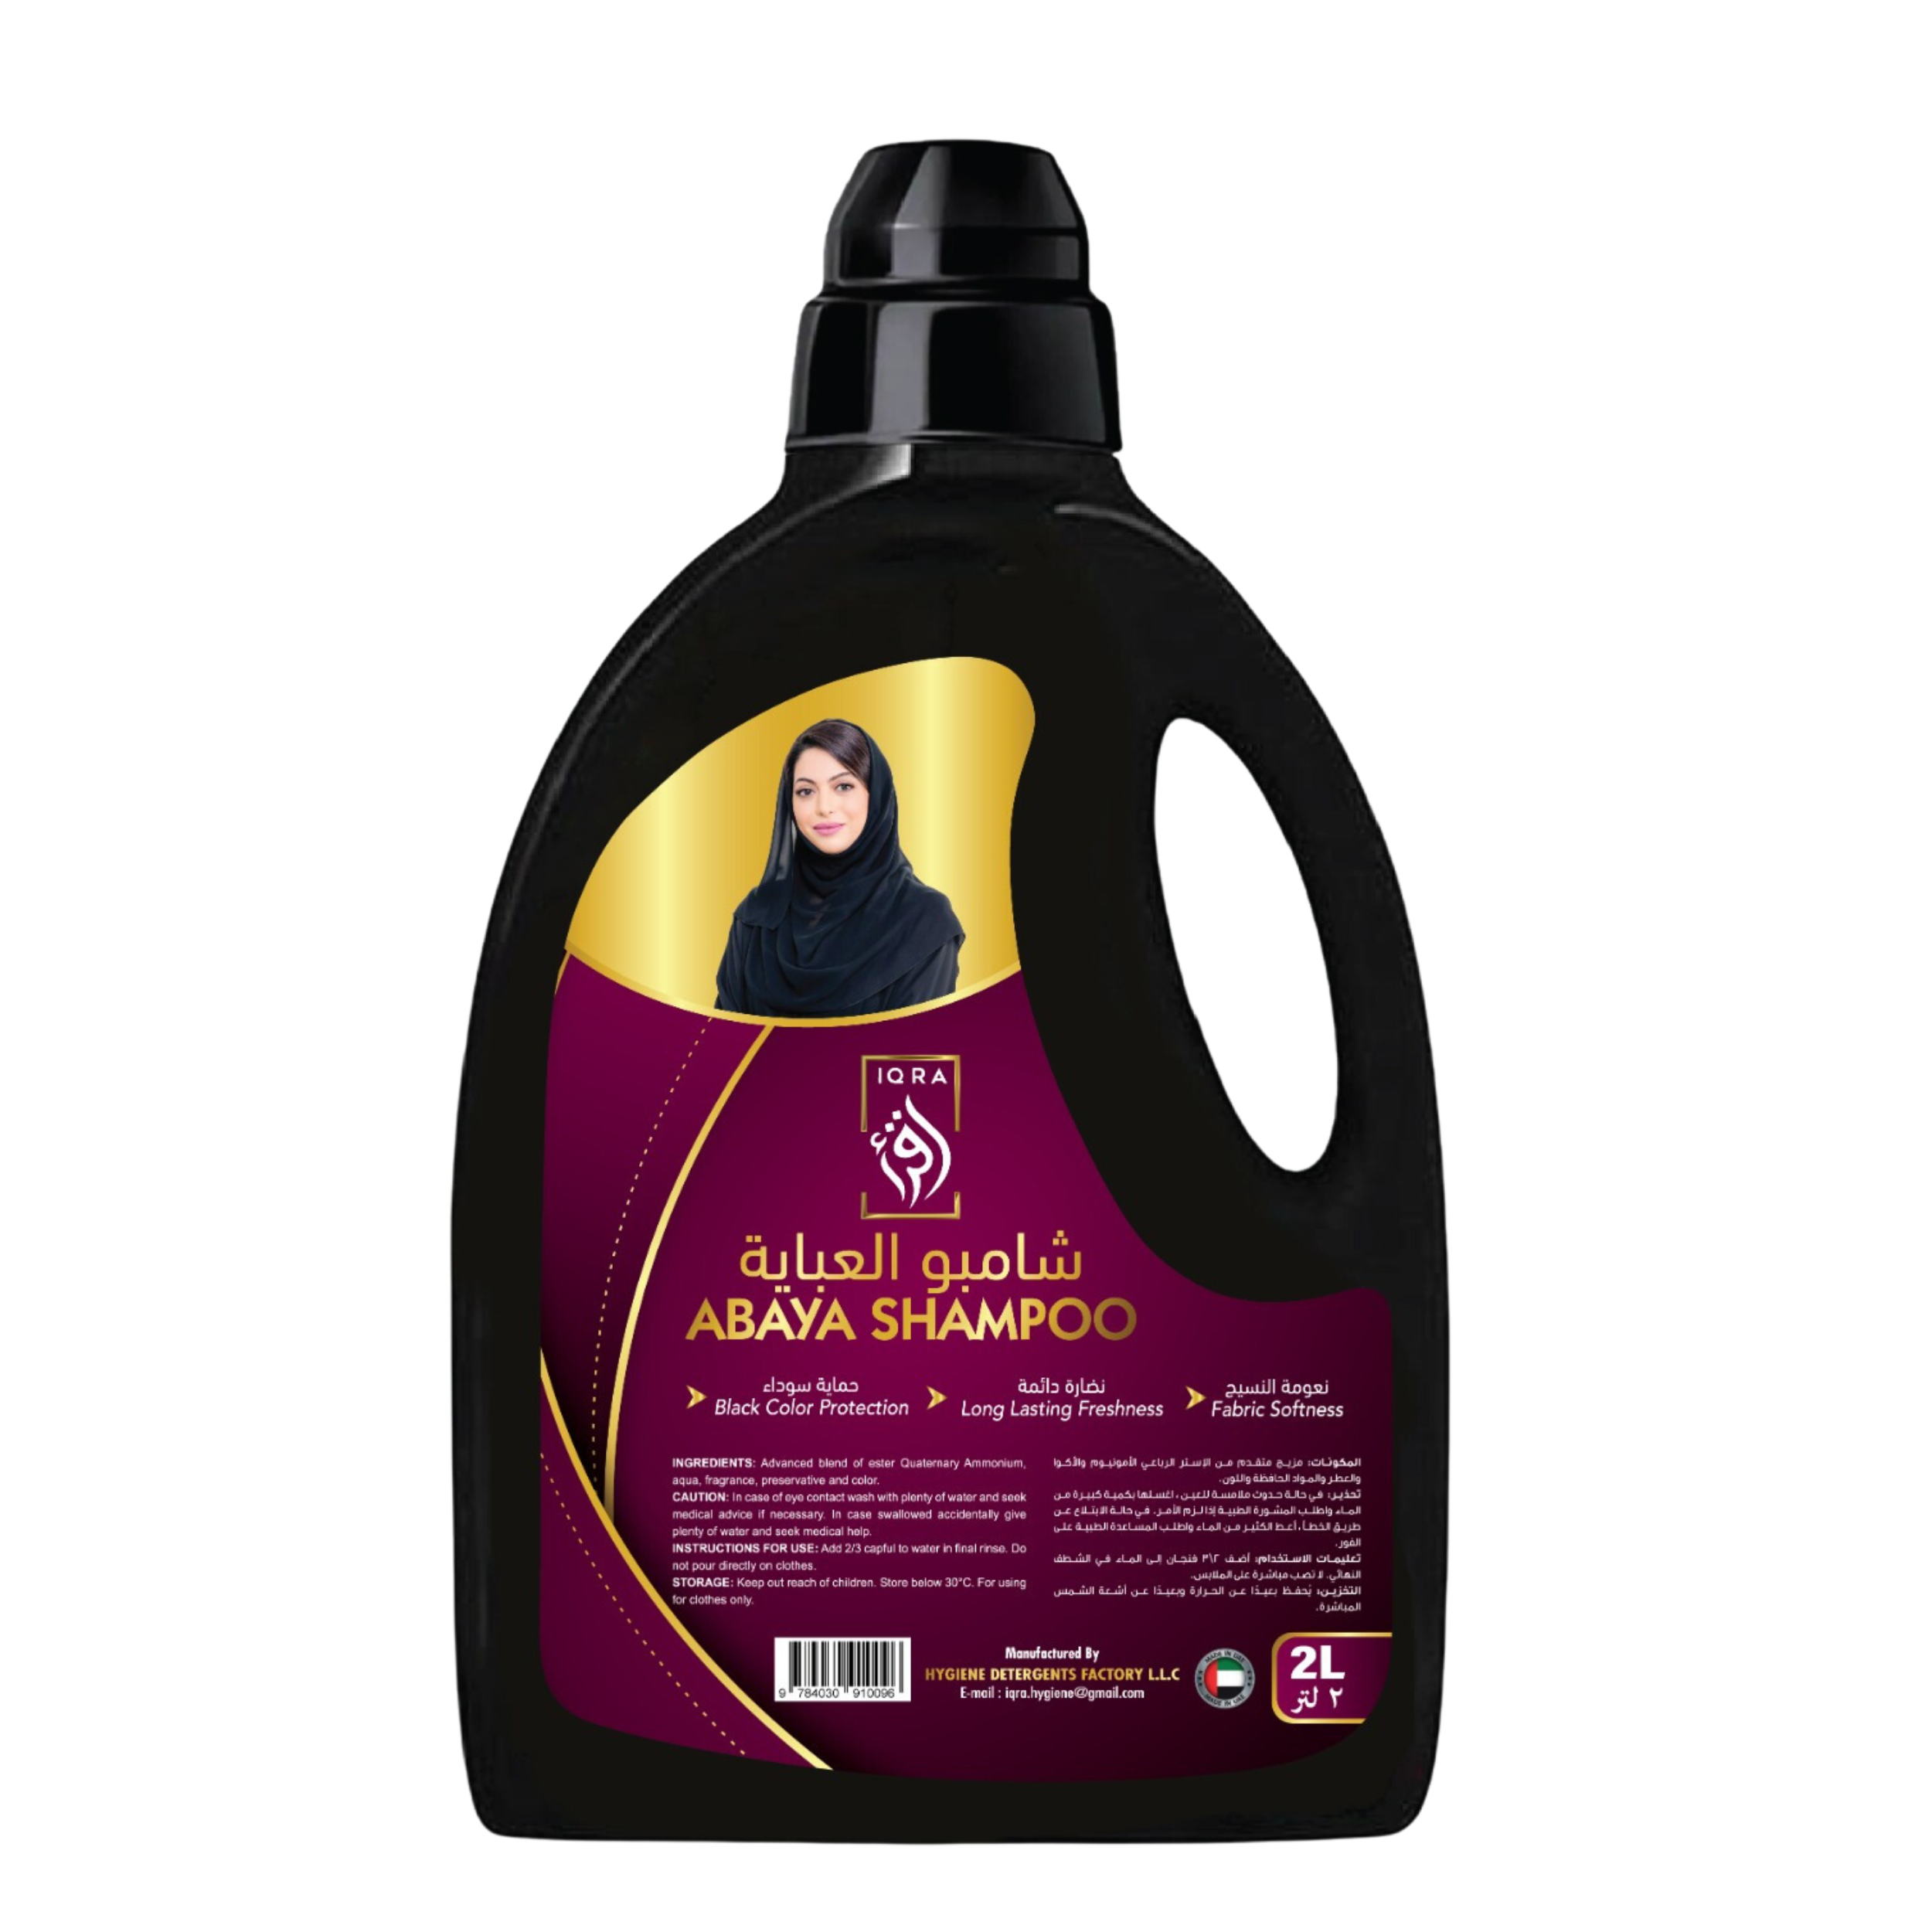 IQRA
اقرأ
شامبو العباية
ABAYA SHAMPOO
حماية سوداء
Black Color Protection
نضارة دائمة
Long Lasting Freshness
نعومة النسيج
Fabric Softness
INGREDIENTS: Advanced blend of ester Quaternary Ammonium,
aqua, fragrance, preservative and color.
CAUTION: In case of eye contact wash with plenty of water and seek
medical advice if necessary. In case swallowed accidentally give
plenty of water and seek medical help.
INSTRUCTIONS FOR USE: Add 2/3 capful to water in final rinse. Do
not pour directly on clothes.
STORAGE: Keep out reach of children. Store below 30°C. For using
for clothes only.
المكونات: مزيج متقدم من الإستر الرباعي الأمونيوم والأكوا
والعطر والمواد الحافظة واللون.
تحذير: في حالة حدوث ملامسة للعين ، اغسلها بكمية كبيرة من
الماء واطلب المشورة الطبية إذا لزم الأمر. في حالة الابتلاع عن
طريق الخطأ ، أعط الكثير من الماء واطلب المساعدة الطبية على
الفور.
تعليمات الاستخدام: أضف ٣\٢ فنجان إلى الماء في الشطف
النهائي. لا تصب مباشرة على الملابس.
التخزين: يُحفظ بعيدًا عن الحرارة وبعيدًا عن أشعة الشمس
المباشرة.
9 784030 910096
Manufactured By
HYGIENE DETERGENTS FACTORY L.L.C
E-mail : iqra.hygiene@gmail.com
MADE IN UAE
MADE IN UAE
2L
٢ لتر